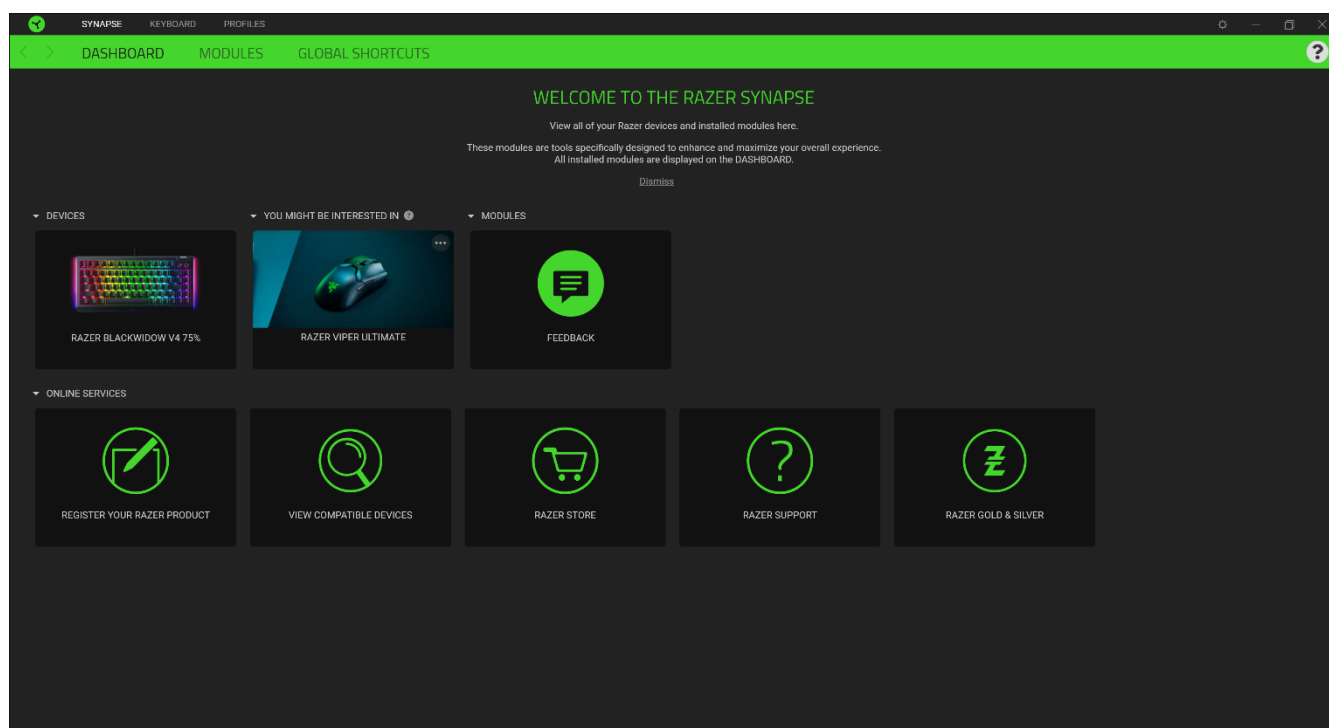 SYNAPSE KEYBOARD PROFILES
DASHBOARD MODULES GLOBAL SHORTCUTS
?
WELCOME TO THE RAZER SYNAPSE
View all of your Razer devices and installed modules here.
These modules are tools specifically designed to enhance and maximize your overall experience.
All installed modules are displayed on the DASHBOARD.
Dismiss
DEVICES
YOU MIGHT BE INTERESTED IN ?
MODULES
RAZER BLACKWIDOW V4 75%
RAZER VIPER ULTIMATE
FEEDBACK
ONLINE SERVICES
REGISTER YOUR RAZER PRODUCT
VIEW COMPATIBLE DEVICES
RAZER STORE
?
RAZER SUPPORT
RAZER GOLD & SILVER